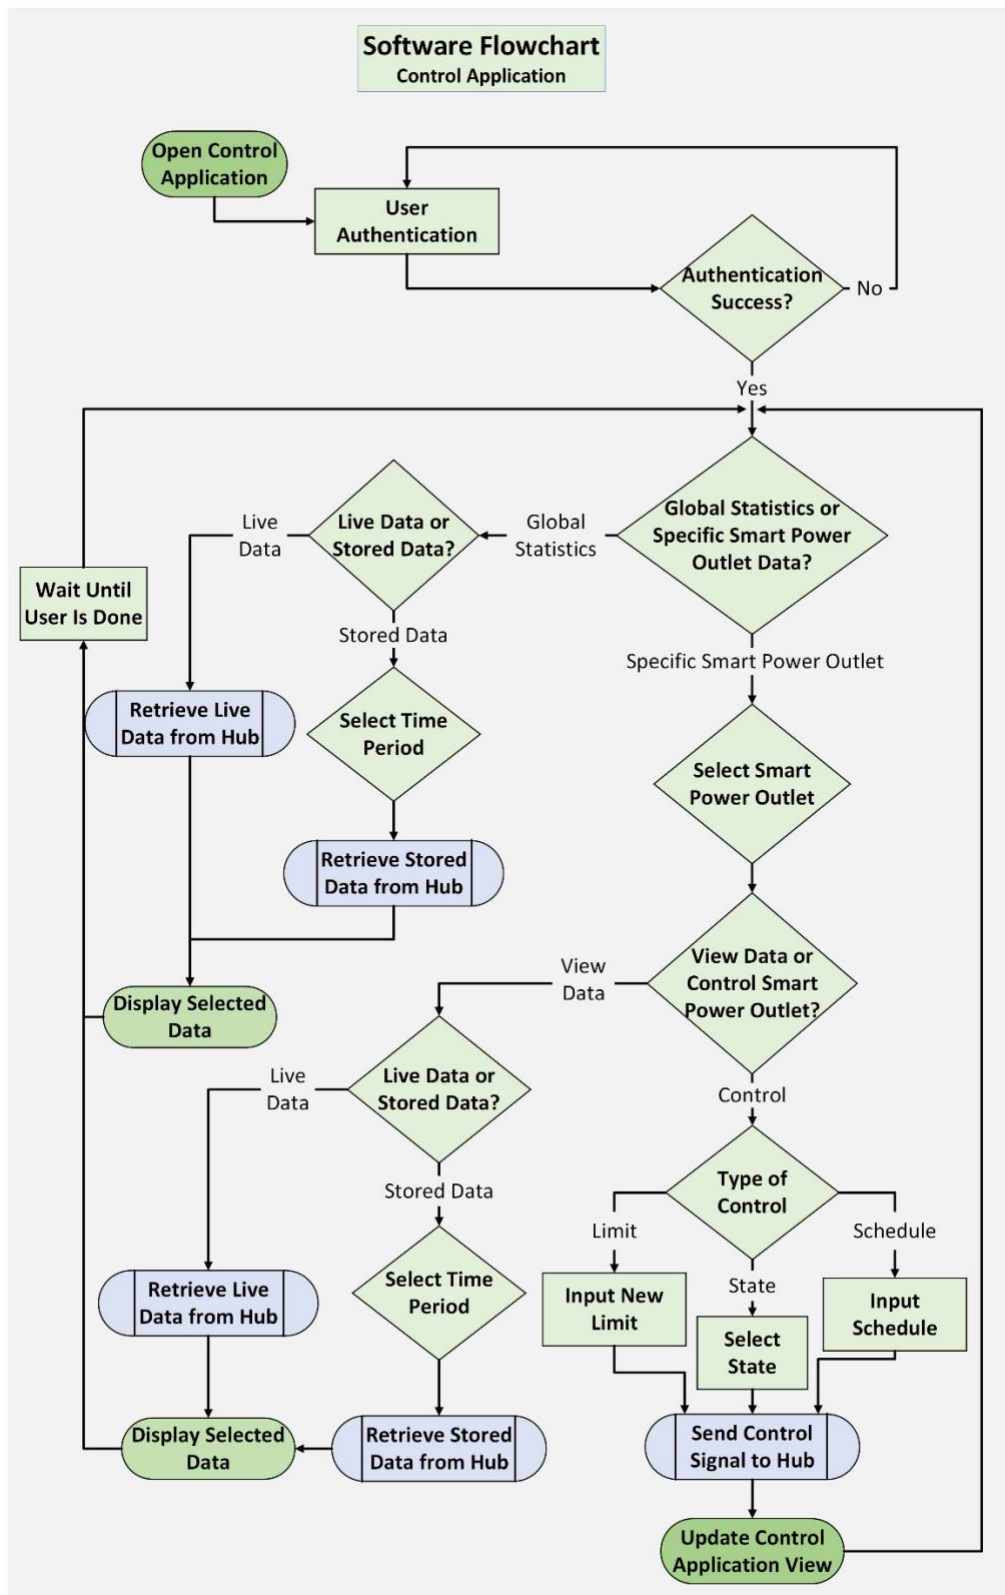 Software Flowchart
Control Application
Open Control
Application
User
Authentication
Authentication
Success?
No
Yes
Global Statistics or
Specific Smart Power
Outlet Data?
Global
Statistics
Live Data or
Stored Data?
Live
Data
Wait Until
User Is Done
Stored Data
Specific Smart Power Outlet
Retrieve Live
Data from Hub
Select Time
Period
Select Smart
Power Outlet
Retrieve Stored
Data from Hub
Display Selected
Data
View Data or
Control Smart
Power Outlet?
View
Data
Live Data or
Stored Data?
Live
Data
Control
Stored Data
Type of
Control
Limit
Schedule
State
Retrieve Live
Data from Hub
Select Time
Period
Input New
Limit
Select
State
Input
Schedule
Display Selected
Data
Retrieve Stored
Data from Hub
Send Control
Signal to Hub
Update Control
Application View